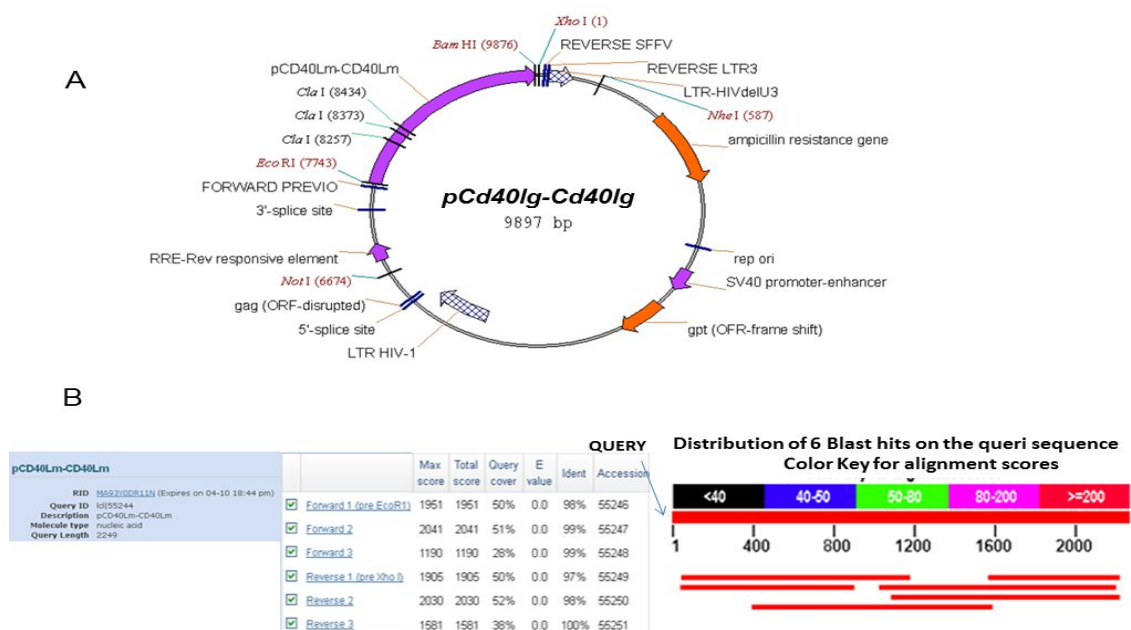 A
Xho I (1)
Bam HI (9876)
REVERSE SFFV
pCD40Lm-CD40Lm
REVERSE LTR3
Cla I (8434)
LTR-HIVdelU3
Cla I (8373)
Nhe I (587)
Cla I (8257)
ampicillin resistance gene
Eco RI (7743)
FORWARD PREVIO
pCd40lg-Cd40lg
3'-splice site
9897 bp
RRE-Rev responsive element
rep ori
Not I (6674)
SV40 promoter-enhancer
gag (ORF-disrupted)
5'-splice site
gpt (OFR-frame shift)
LTR HIV-1
B
pCD40Lm-CD40Lm
RID MA93Y0DR11N (Expires on 04-10 18:44 pm)
Query ID lcl|55244
Description pCD40Lm-CD40Lm
Molecule type nucleic acid
Query Length 2249
Max score Total score Query cover E value Ident Accession
Forward 1 (pre EcoR1) 1951 1951 50% 0.0 98% 55246
Forward 2 2041 2041 51% 0.0 99% 55247
Forward 3 1190 1190 28% 0.0 99% 55248
Reverse 1 (pre Xho I) 1905 1905 50% 0.0 97% 55249
Reverse 2 2030 2030 52% 0.0 98% 55250
Reverse 3 1581 1581 38% 0.0 100% 55251
QUERY
Distribution of 6 Blast hits on the queri sequence
Color Key for alignment scores
<40 40-50 50-80 80-200 >=200
1 400 800 1200 1600 2000